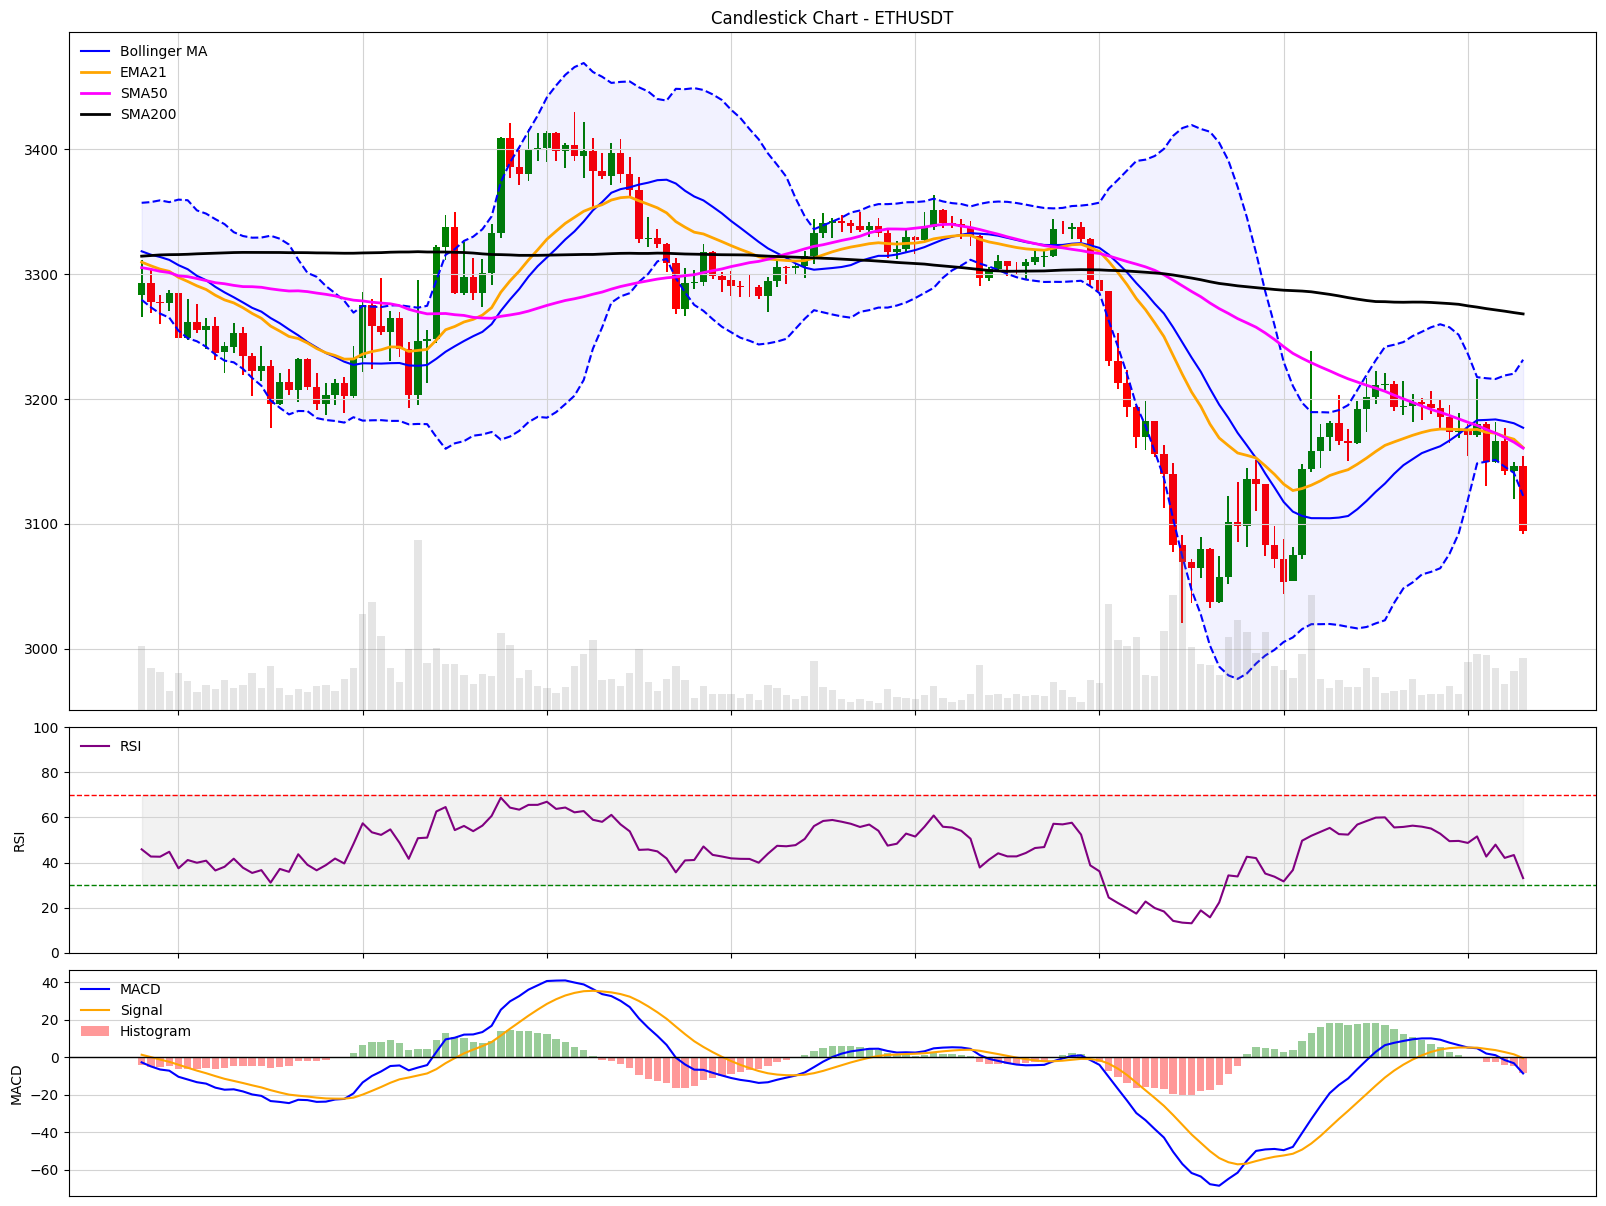 Candlestick Chart - ETHUSDT
Bollinger MA
EMA21
SMA50
SMA200
3400
3300
3200
3100
3000
100
80
60
40
20
0
RSI
RSI
40
20
0
−20
−40
−60
MACD
MACD
Signal
Histogram